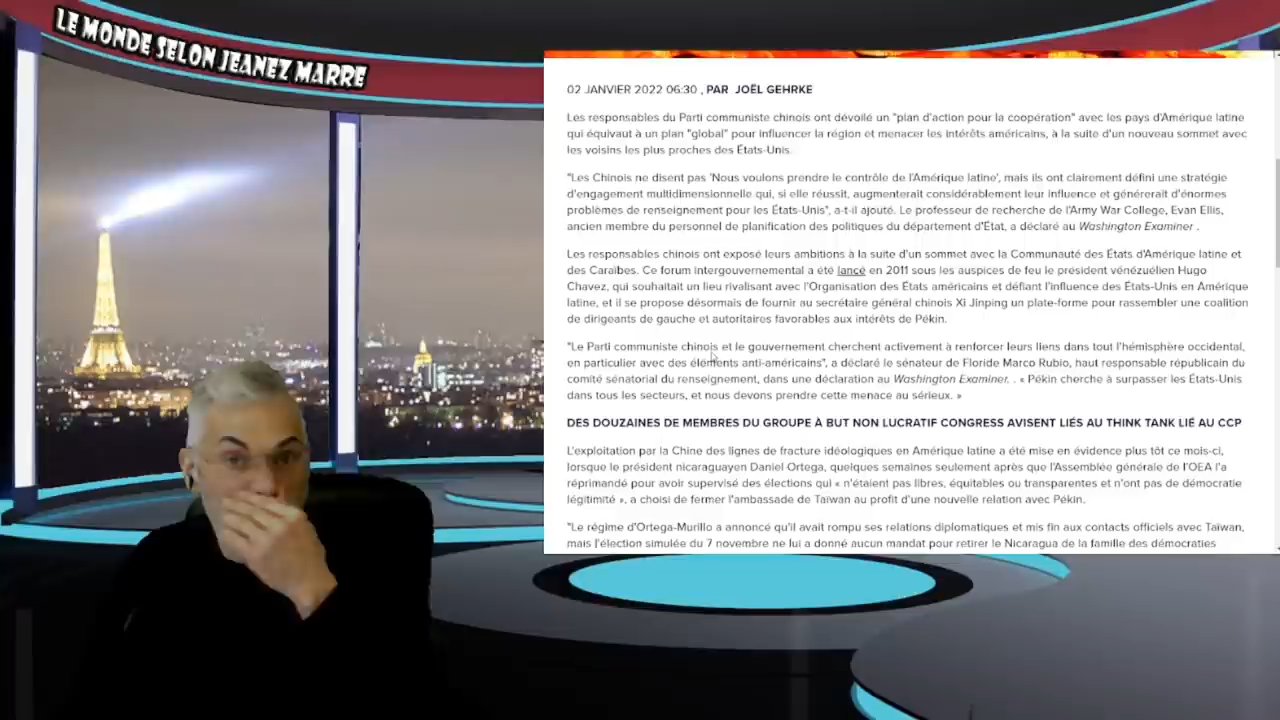 LE MONDE SELON JEANEZ MARRE
02 JANVIER 2022 06:30 , PAR JOËL GEHRKE
Les responsables du Parti communiste chinois ont dévoilé un "plan d'action pour la coopération" avec les pays d'Amérique latine
qui équivaut à un plan "global" pour influencer la région et menacer les intérêts américains, à la suite d'un nouveau sommet avec
les voisins les plus proches des États-Unis.
"Les Chinois ne disent pas 'Nous voulons prendre le contrôle de l'Amérique latine', mais ils ont clairement défini une stratégie
d'engagement multidimensionnelle qui, si elle réussit, augmenterait considérablement leur influence et générerait d'énormes
problèmes de renseignement pour les États-Unis", a-t-il ajouté. Le professeur de recherche de l'Army War College, Evan Ellis,
ancien membre du personnel de planification des politiques du département d'État, a déclaré au Washington Examiner .
Les responsables chinois ont exposé leurs ambitions à la suite d'un sommet avec la Communauté des États d'Amérique latine et
des Caraïbes. Ce forum intergouvernemental a été lancé en 2011 sous les auspices de feu le président vénézuélien Hugo
Chavez, qui souhaitait un lieu rivalisant avec l'Organisation des États américains et défiant l'influence des États-Unis en Amérique
latine, et il se propose désormais de fournir au secrétaire général chinois Xi Jinping un plate-forme pour rassembler une coalition
de dirigeants de gauche et autoritaires favorables aux intérêts de Pékin.
"Le Parti communiste chinois et le gouvernement cherchent activement à renforcer leurs liens dans tout l'hémisphère occidental,
en particulier avec des éléments anti-américains", a déclaré le sénateur de Floride Marco Rubio, haut responsable républicain du
comité sénatorial du renseignement, dans une déclaration au Washington Examiner. . « Pékin cherche à surpasser les États-Unis
dans tous les secteurs, et nous devons prendre cette menace au sérieux. »
DES DOUZAINES DE MEMBRES DU GROUPE À BUT NON LUCRATIF CONGRESS AVISENT LIÉS AU THINK TANK LIÉ AU CCP
L'exploitation par la Chine des lignes de fracture idéologiques en Amérique latine a été mise en évidence plus tôt ce mois-ci,
lorsque le président nicaraguayen Daniel Ortega, quelques semaines seulement après que l'Assemblée générale de l'OEA l'a
réprimandé pour avoir supervisé des élections qui « n'étaient pas libres, équitables ou transparentes et n'ont pas de démocratie
légitimité », a choisi de fermer l'ambassade de Taïwan au profit d'une nouvelle relation avec Pékin.
"Le régime d'Ortega-Murillo a annoncé qu'il avait rompu ses relations diplomatiques et mis fin aux contacts officiels avec Taïwan,
mais l'élection simulée du 7 novembre ne lui a donné aucun mandat pour retirer le Nicaragua de la famille des démocraties